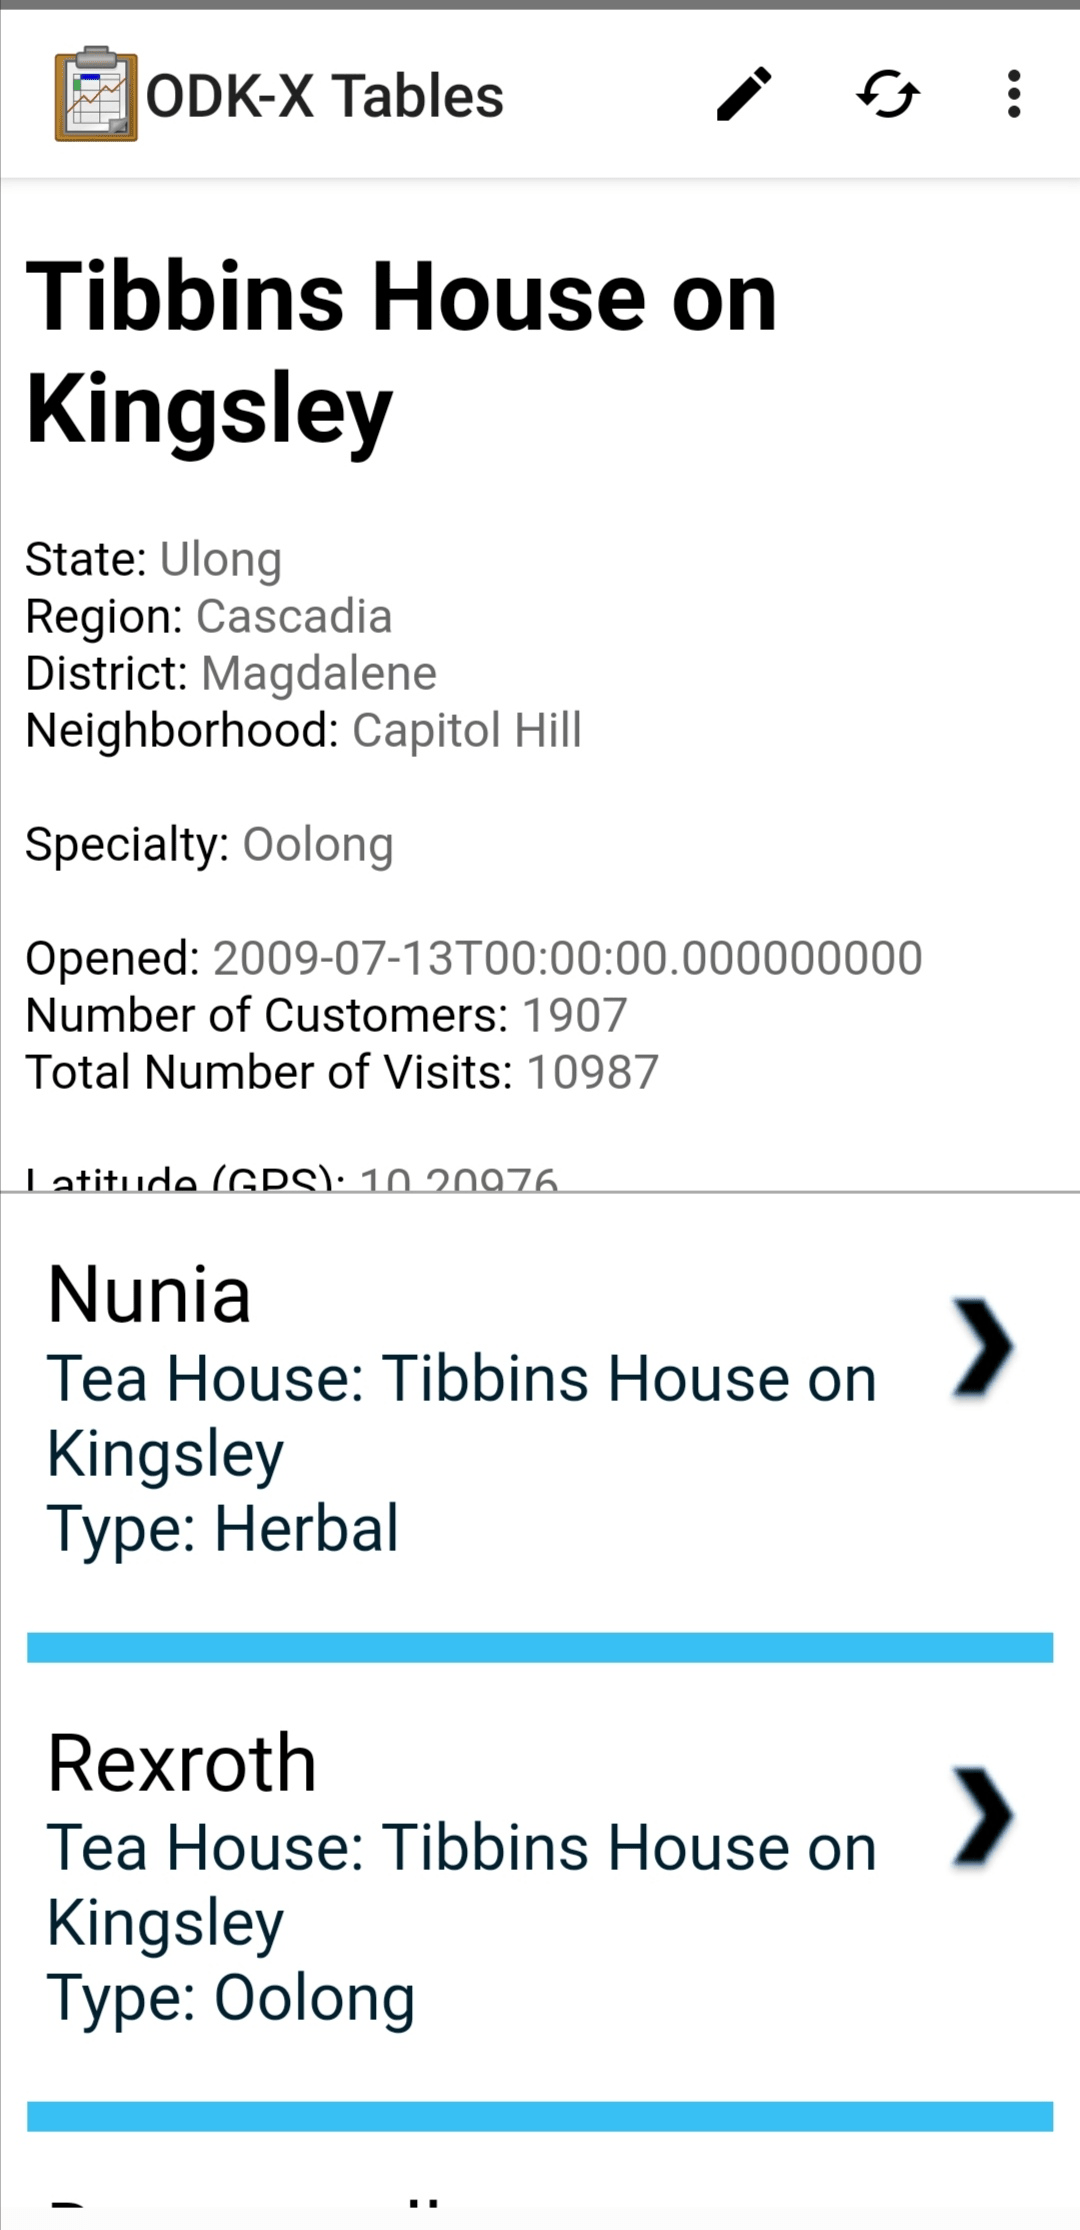 ODK-X Tables
Tibbins House on
Kingsley
State: Ulong
Region: Cascadia
District: Magdalene
Neighborhood: Capitol Hill
Specialty: Oolong
Opened: 2009-07-13T00:00:00.000000000
Number of Customers: 1907
Total Number of Visits: 10987
Latitude (GPS): 10.20976
Nunia
Tea House: Tibbins House on
Kingsley
Type: Herbal
Rexroth
Tea House: Tibbins House on
Kingsley
Type: Oolong